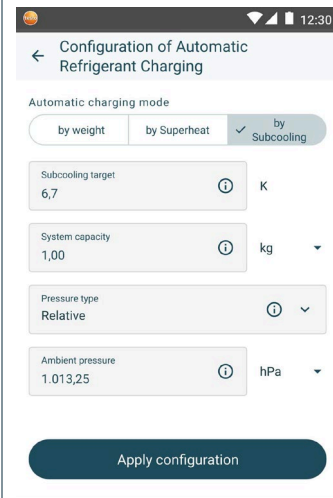 12:30
Configuration of Automatic
Refrigerant Charging
Automatic charging mode
by weight
by Superheat
by
Subcooling
Subcooling target
6,7
K
System capacity
1,00
kg
Pressure type
Relative
Ambient pressure
1.013,25
hPa
Apply configuration